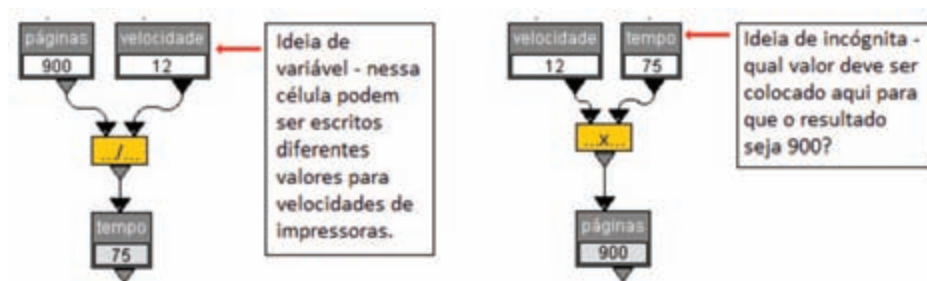 páginas
900
velocidade
12
.../...
tempo
75
Ideia de
variável - nessa
célula podem
ser escritos
diferentes
valores para
velocidades de
impressoras.
velocidade
12
tempo
75
...x...
páginas
900
Ideia de incógnita -
qual valor deve ser
colocado aqui para
que o resultado
seja 900?